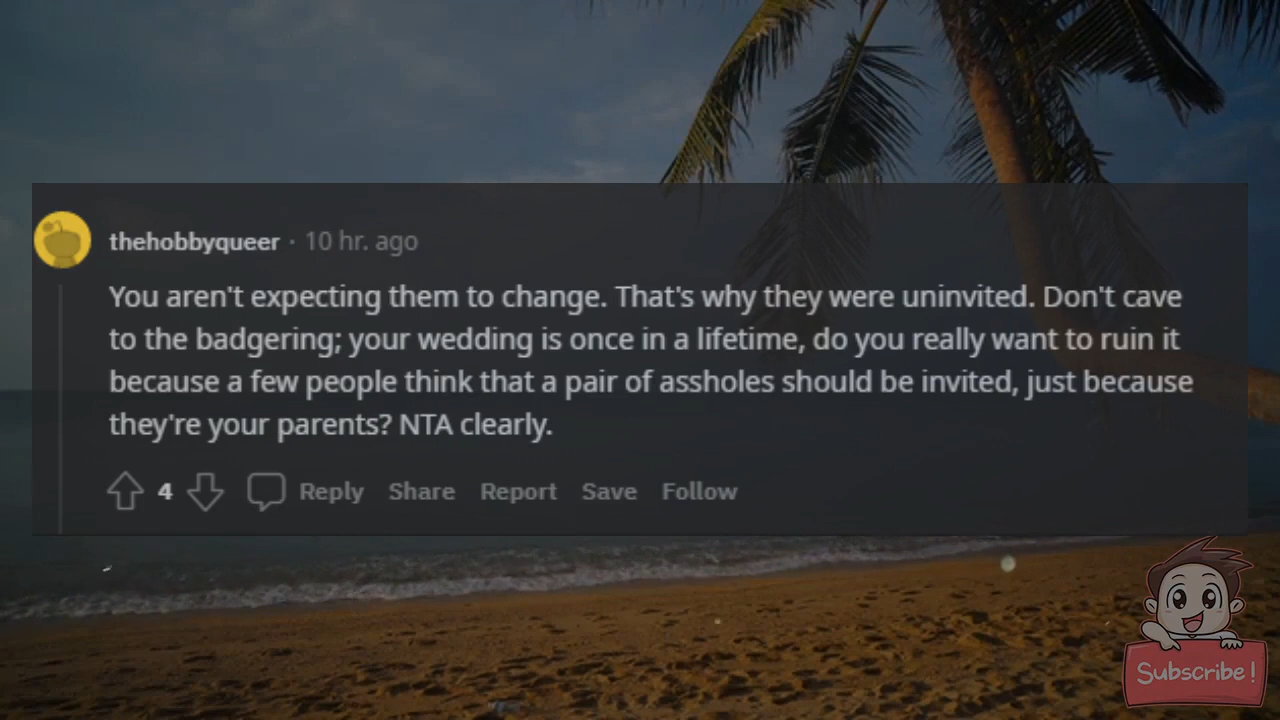 thehobbyqueer · 10 hr. ago
You aren't expecting them to change. That's why they were uninvited. Don't cave
to the badgering; your wedding is once in a lifetime, do you really want to ruin it
because a few people think that a pair of assholes should be invited, just because
they're your parents? NTA clearly.
4 Reply Share Report Save Follow
Subscribe!